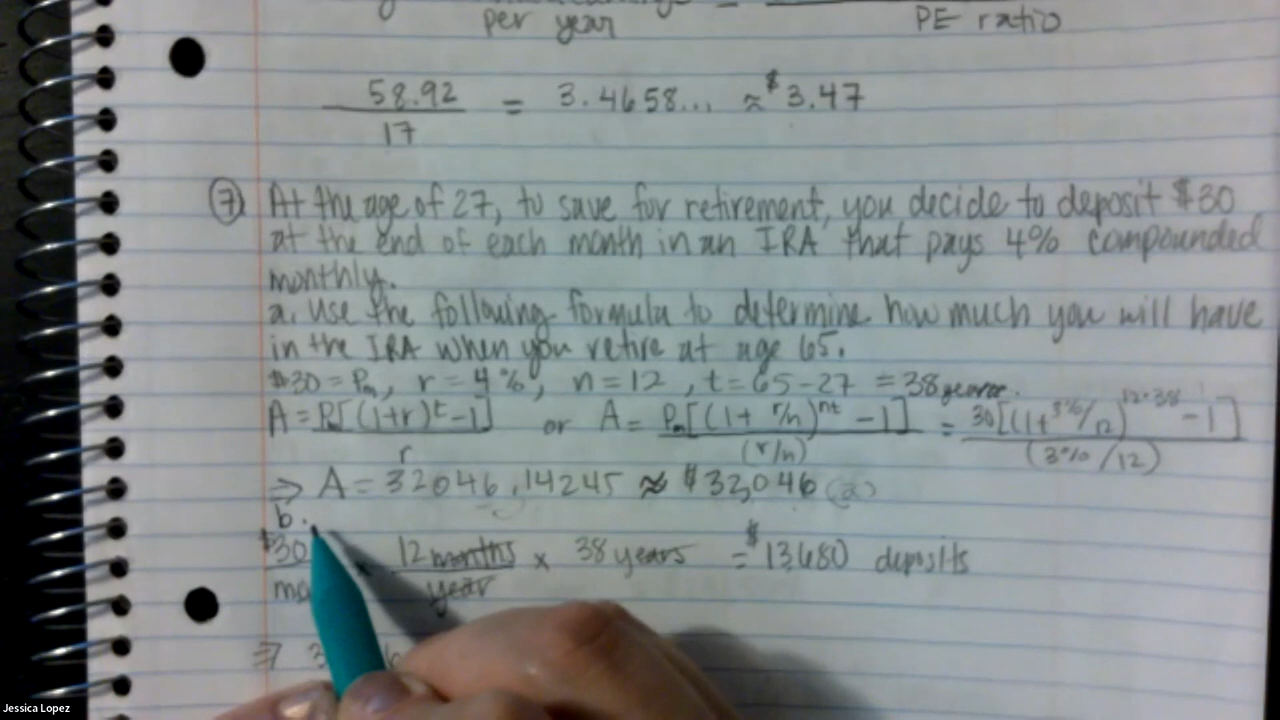 per year PE ratio
58.92 = 3.4658... ≈ $3.47
17
⑦ At the age of 27, to save for retirement, you decide to deposit $30
at the end of each month in an IRA that pays 4% compounded
monthly.
a. Use the following formula to determine how much you will have
in the IRA when you retire at age 65.
$30 = Pm, r = 4%, n = 12, t = 65-27 = 38 years.
A = P[(1+r)^t -1] or A = Pm[(1+ r/n)^nt -1] = 30[(1+3%/12)^12·38 -1]
r (r/n) (3%/12)
⇒ A = 32046.14245 ≈ $32,046 (a)
b.
$30 x 12 months x 38 years = $13,680 deposits
mo year
⇒ 3
Jessica Lopez